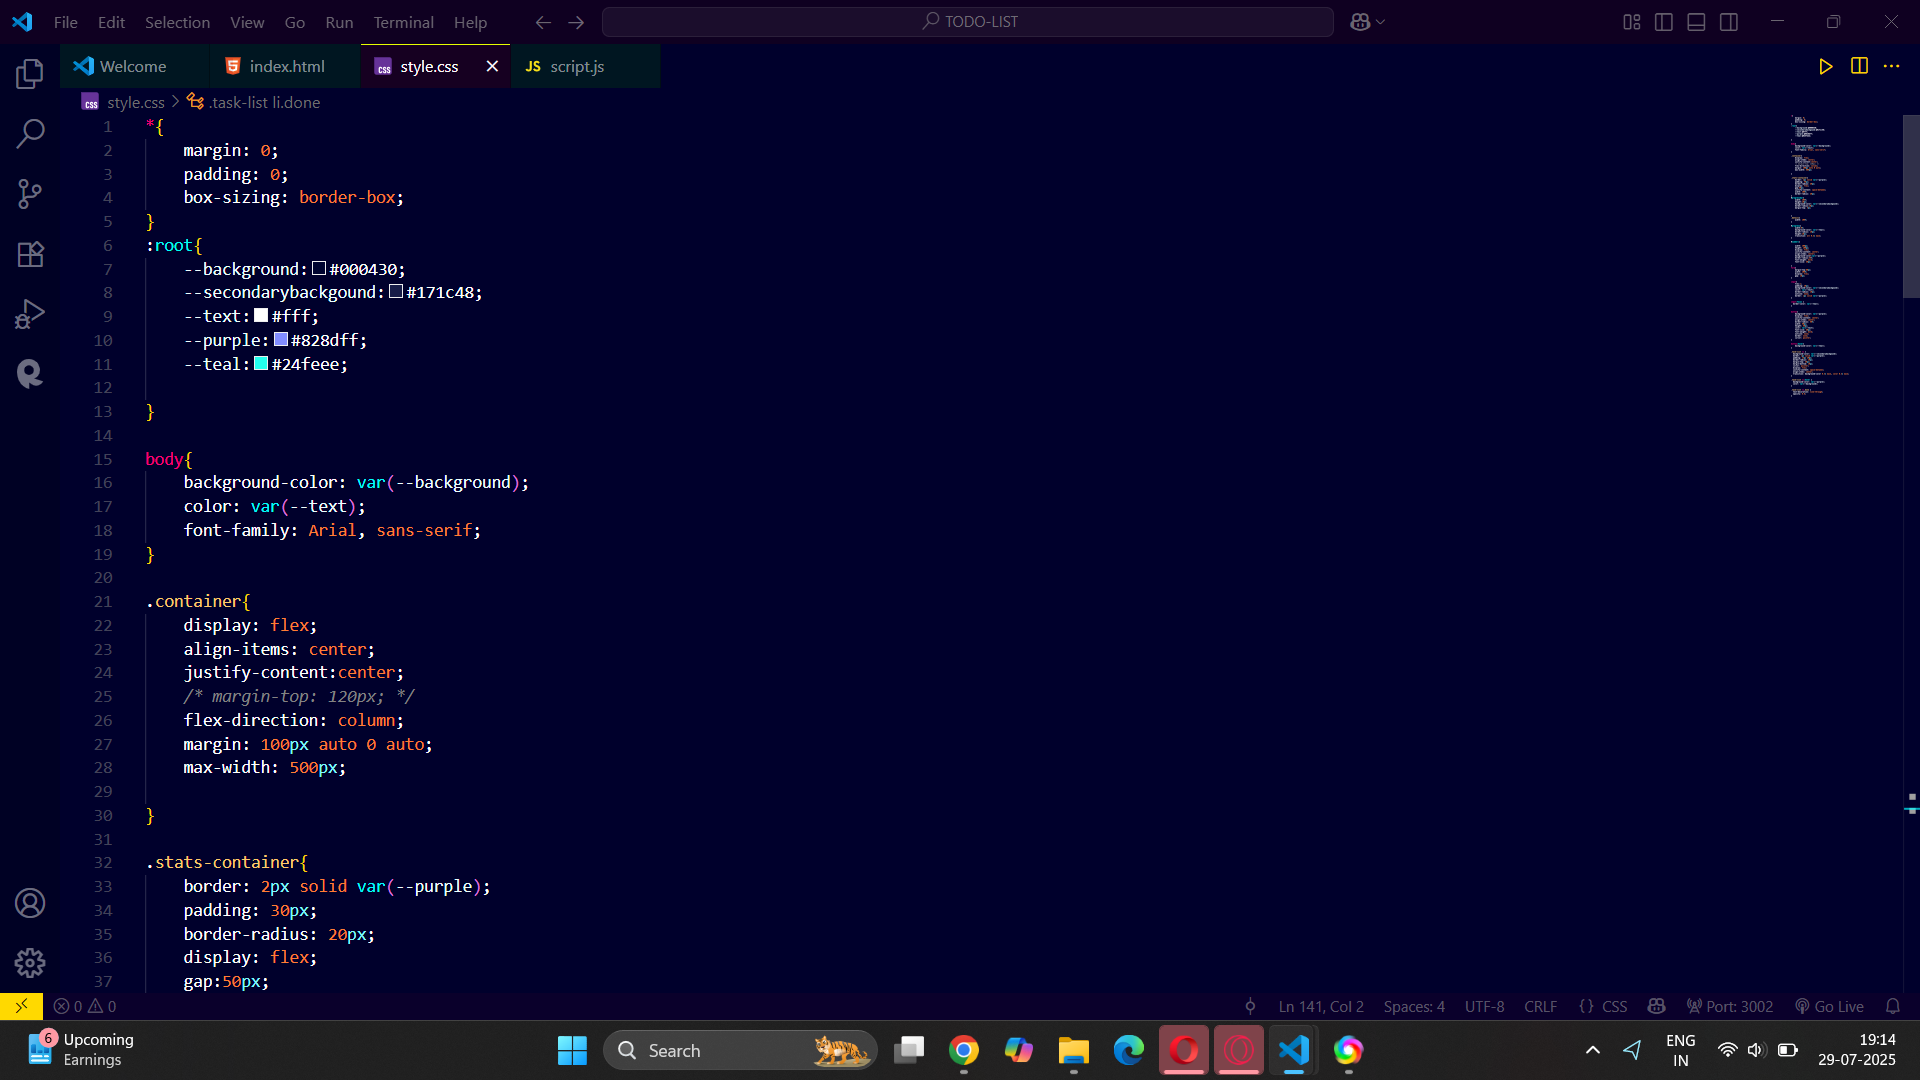 File Edit Selection View Go Run Terminal Help
TODO-LIST
Welcome
index.html
style.css
JS script.js
style.css > .task-list li.done
1 *{
2 margin: 0;
3 padding: 0;
4 box-sizing: border-box;
5 }
6 :root{
7 --background: #000430;
8 --secondarybackgound: #171c48;
9 --text: #fff;
10 --purple: #828dff;
11 --teal: #24feee;
12
13 }
14
15 body{
16 background-color: var(--background);
17 color: var(--text);
18 font-family: Arial, sans-serif;
19 }
20
21 .container{
22 display: flex;
23 align-items: center;
24 justify-content:center;
25 /* margin-top: 120px; */
26 flex-direction: column;
27 margin: 100px auto 0 auto;
28 max-width: 500px;
29
30 }
31
32 .stats-container{
33 border: 2px solid var(--purple);
34 padding: 30px;
35 border-radius: 20px;
36 display: flex;
37 gap:50px;
0 0
Ln 141, Col 2 Spaces: 4 UTF-8 CRLF {} CSS Port: 3002 Go Live
6 Upcoming
Earnings
Search
ENG
IN
19:14
29-07-2025